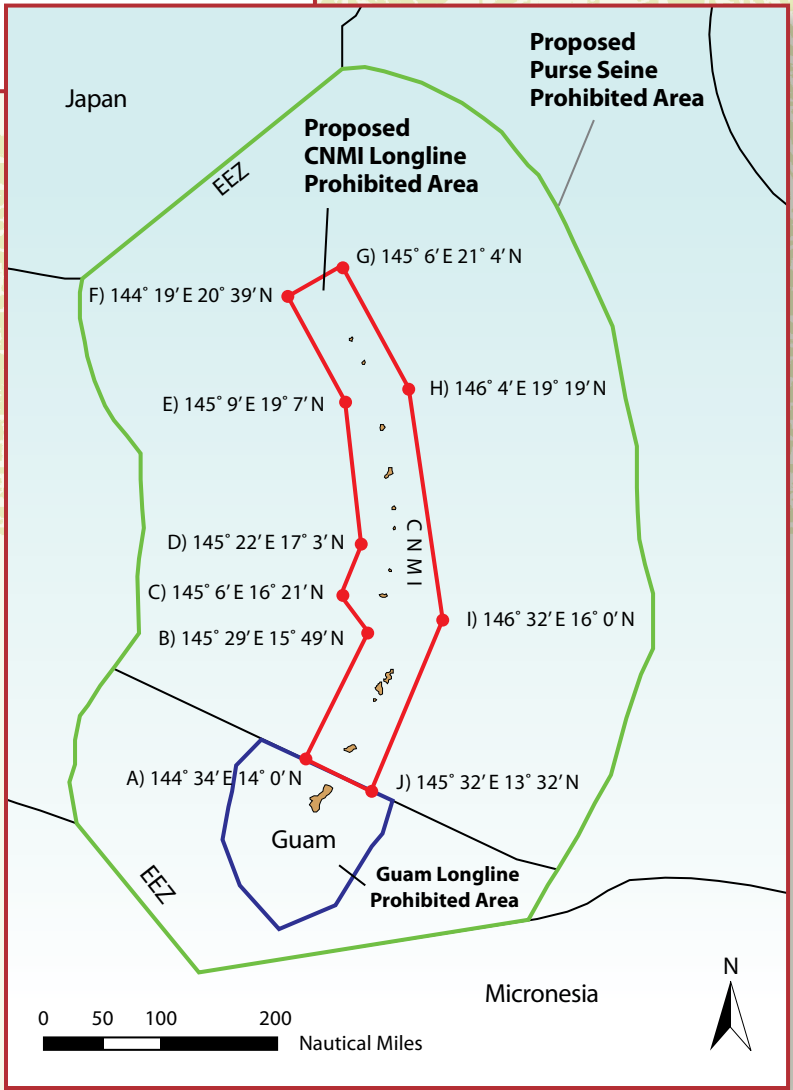 Proposed
Purse Seine
Prohibited Area
Japan
Proposed
CNMI Longline
Prohibited Area
EEZ
G) 145˚ 6′ E 21˚ 4′ N
F) 144˚ 19′ E 20˚ 39′ N
H) 146˚ 4′ E 19˚ 19′ N
E) 145˚ 9′ E 19˚ 7′ N
CNMI
D) 145˚ 22′ E 17˚ 3′ N
C) 145˚ 6′ E 16˚ 21′ N
I) 146˚ 32′ E 16˚ 0′ N
B) 145˚ 29′ E 15˚ 49′ N
A) 144˚ 34′ E 14˚ 0′ N
J) 145˚ 32′ E 13˚ 32′ N
Guam
Guam Longline
Prohibited Area
EEZ
N
Micronesia
0 50 100 200
Nautical Miles